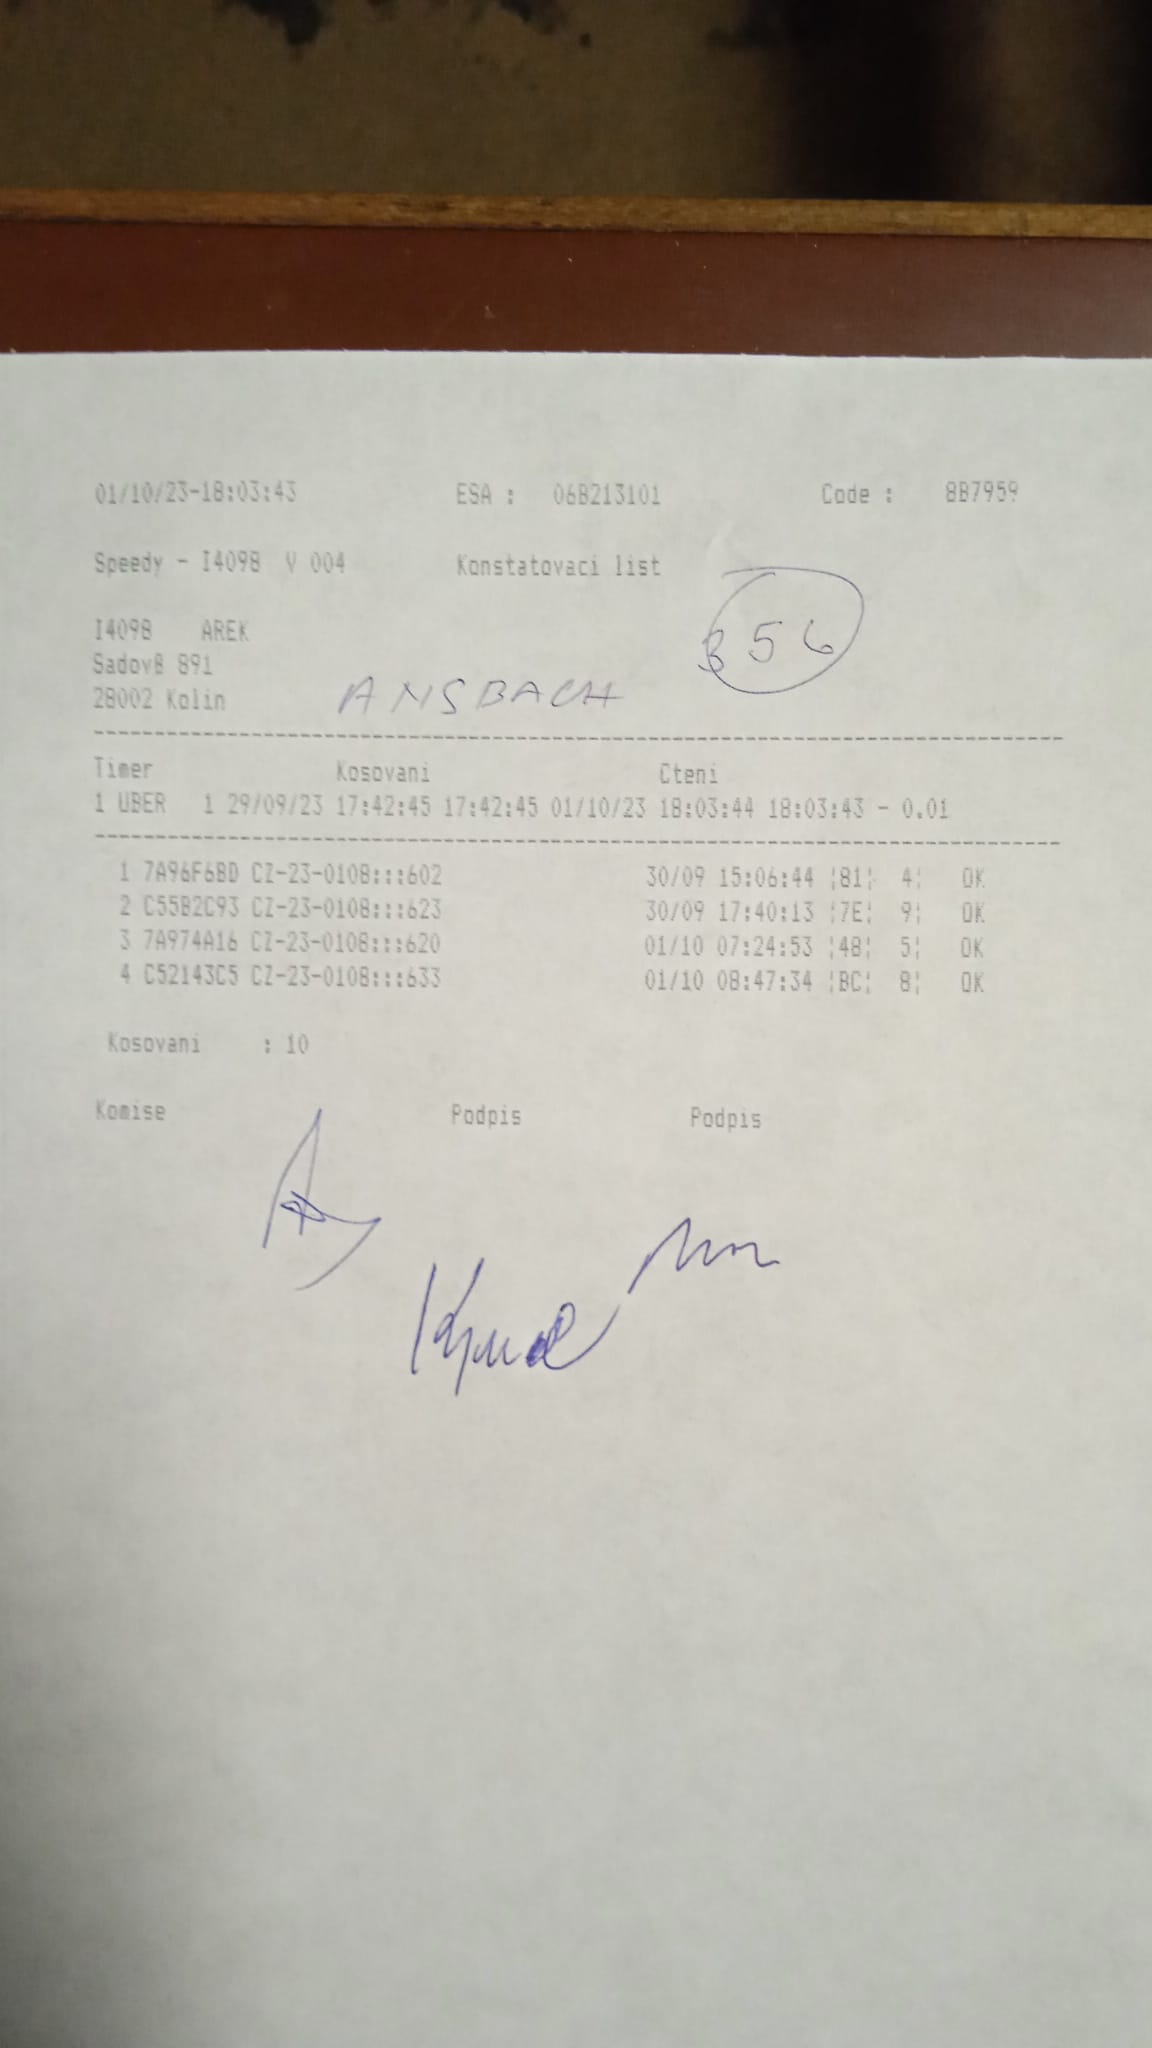 01/10/23-18:03:43 ESA : 06B213101 Code : 8B7959
Speedy - I4098 V 004 Konstatovaci list
356
I4098 AREK
Sadov8 891
28002 Kolin ANSBACH
Timer Kosovani Cteni
1 UBER 1 29/09/23 17:42:45 17:42:45 01/10/23 18:03:44 18:03:43 - 0.01
1 7A96F6BD CZ-23-0108:::602 30/09 15:06:44 ¦81¦ 4¦ OK
2 C55B2C93 CZ-23-0108:::623 30/09 17:40:13 ¦7E¦ 9¦ OK
3 7A974A16 CZ-23-0108:::620 01/10 07:24:53 ¦4B¦ 5¦ OK
4 C52143C5 CZ-23-0108:::633 01/10 08:47:34 ¦BC¦ 8¦ OK
Kosovani : 10
Komise Podpis Podpis